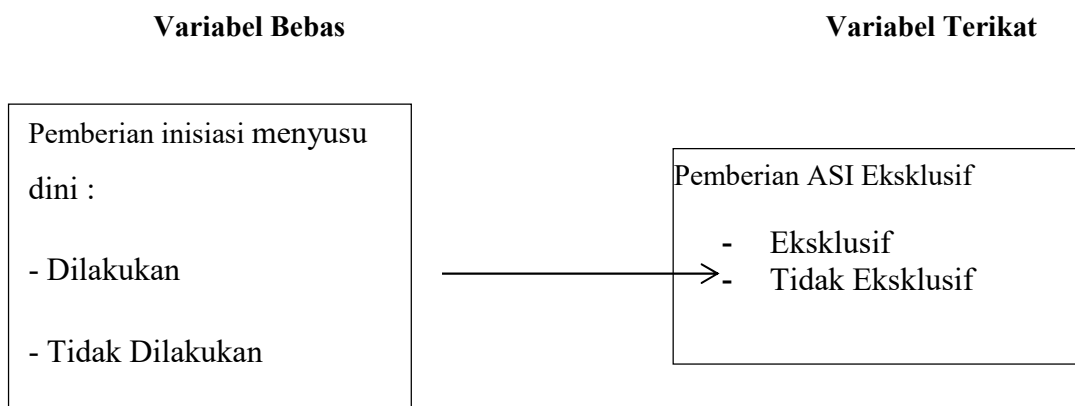 Variabel Bebas
Variabel Terikat
Pemberian inisiasi menyusu
dini :
- Dilakukan
- Tidak Dilakukan
Pemberian ASI Eksklusif
- Eksklusif
- Tidak Eksklusif